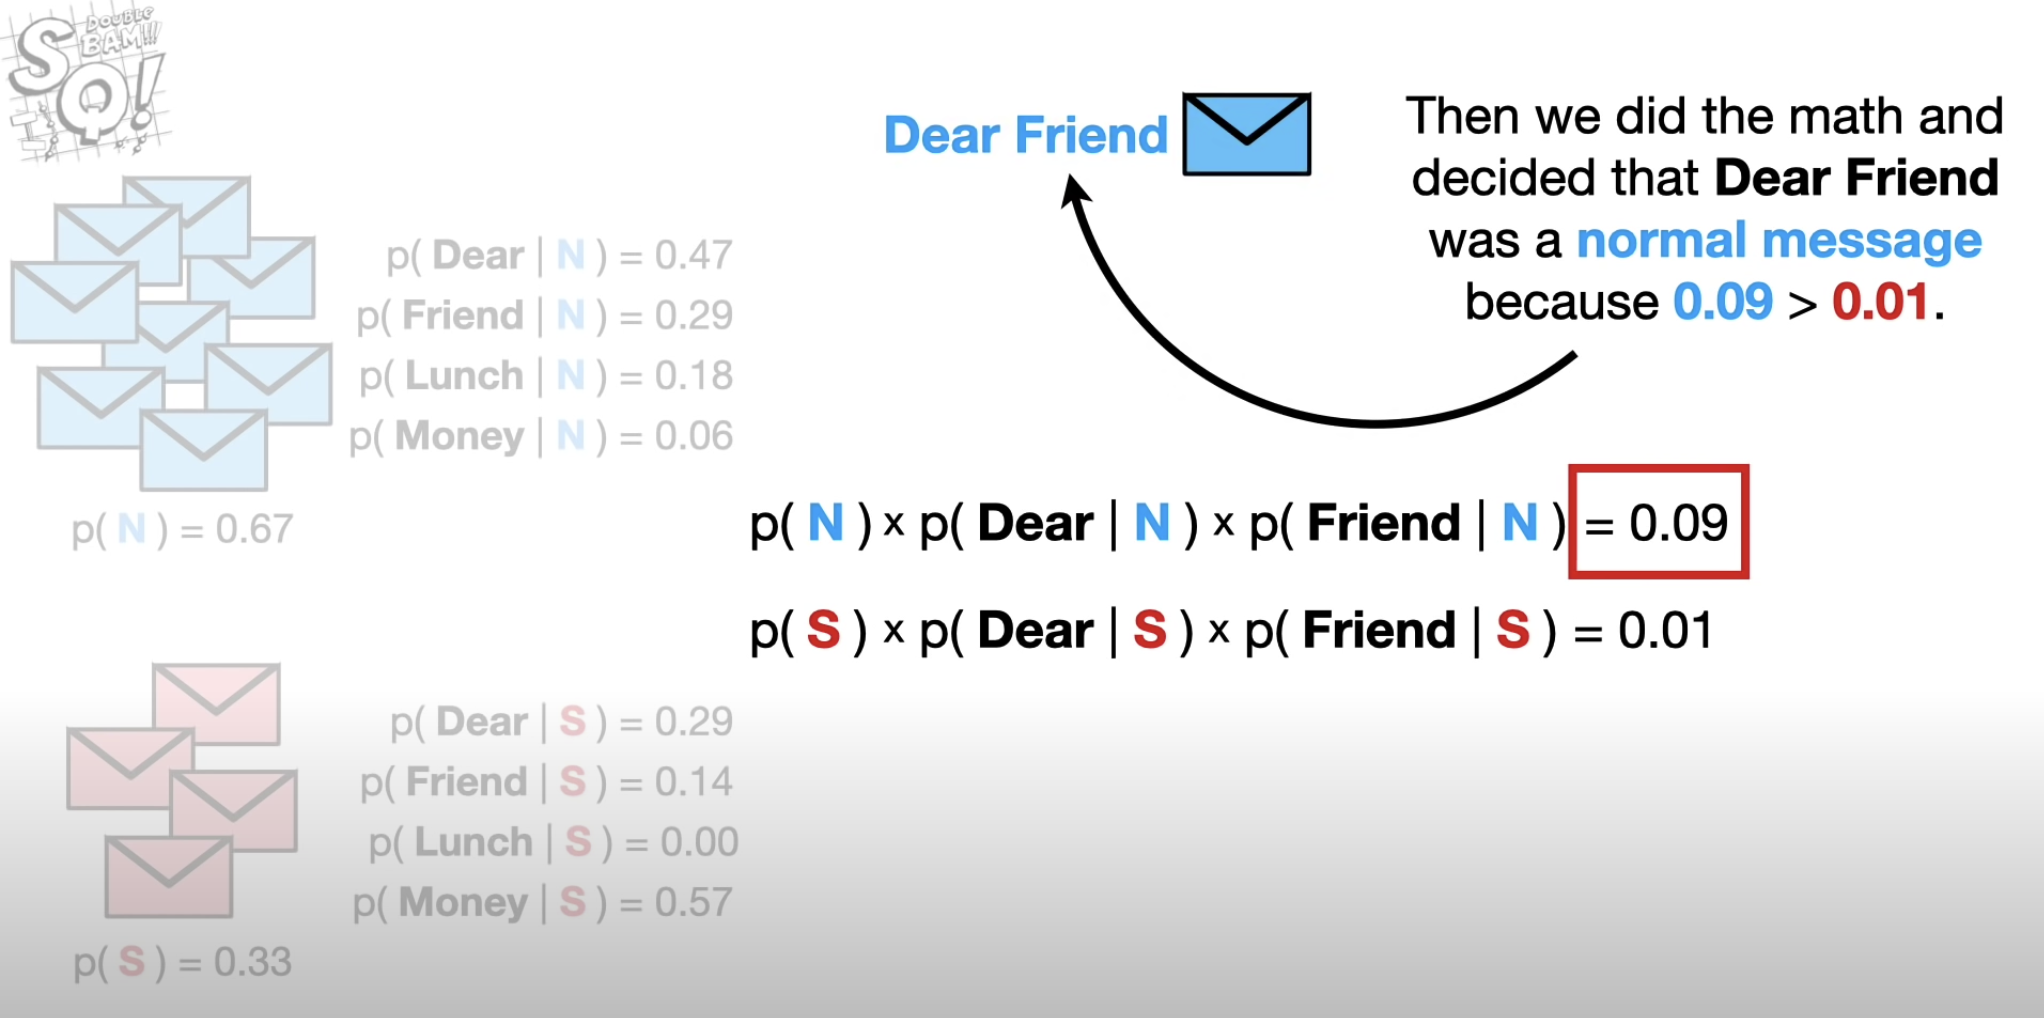 DOUBLE
BAM!!!
SQ!
Dear Friend
Then we did the math and
decided that Dear Friend
was a normal message
because 0.09 > 0.01.
p( Dear | N ) = 0.47
p( Friend | N ) = 0.29
p( Lunch | N ) = 0.18
p( Money | N ) = 0.06
p( N ) = 0.67
p( N ) x p( Dear | N ) x p( Friend | N ) = 0.09
p( S ) x p( Dear | S ) x p( Friend | S ) = 0.01
p( Dear | S ) = 0.29
p( Friend | S ) = 0.14
p( Lunch | S ) = 0.00
p( Money | S ) = 0.57
p( S ) = 0.33